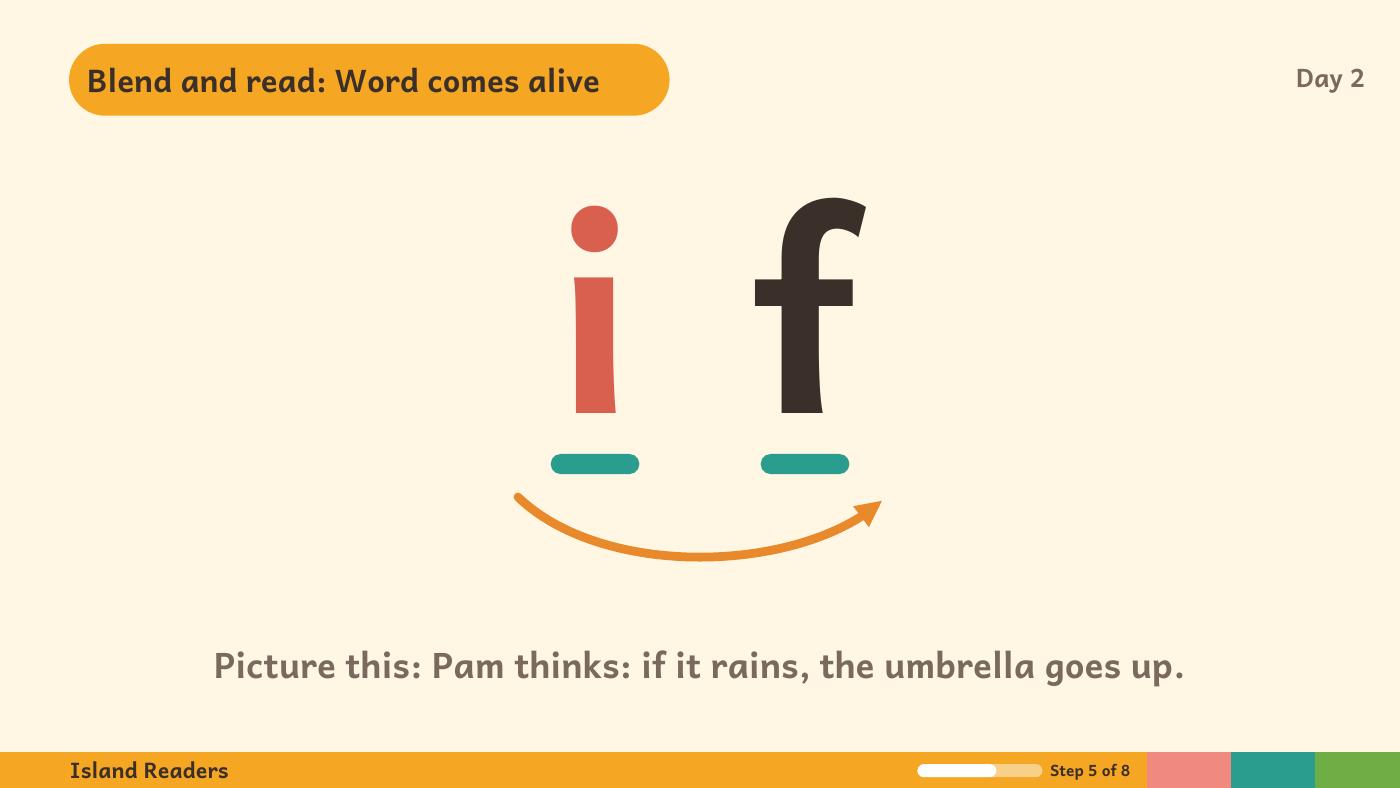 Blend and read: Word comes alive
Day 2
i f
Picture this: Pam thinks: if it rains, the umbrella goes up.
Island Readers
Step 5 of 8